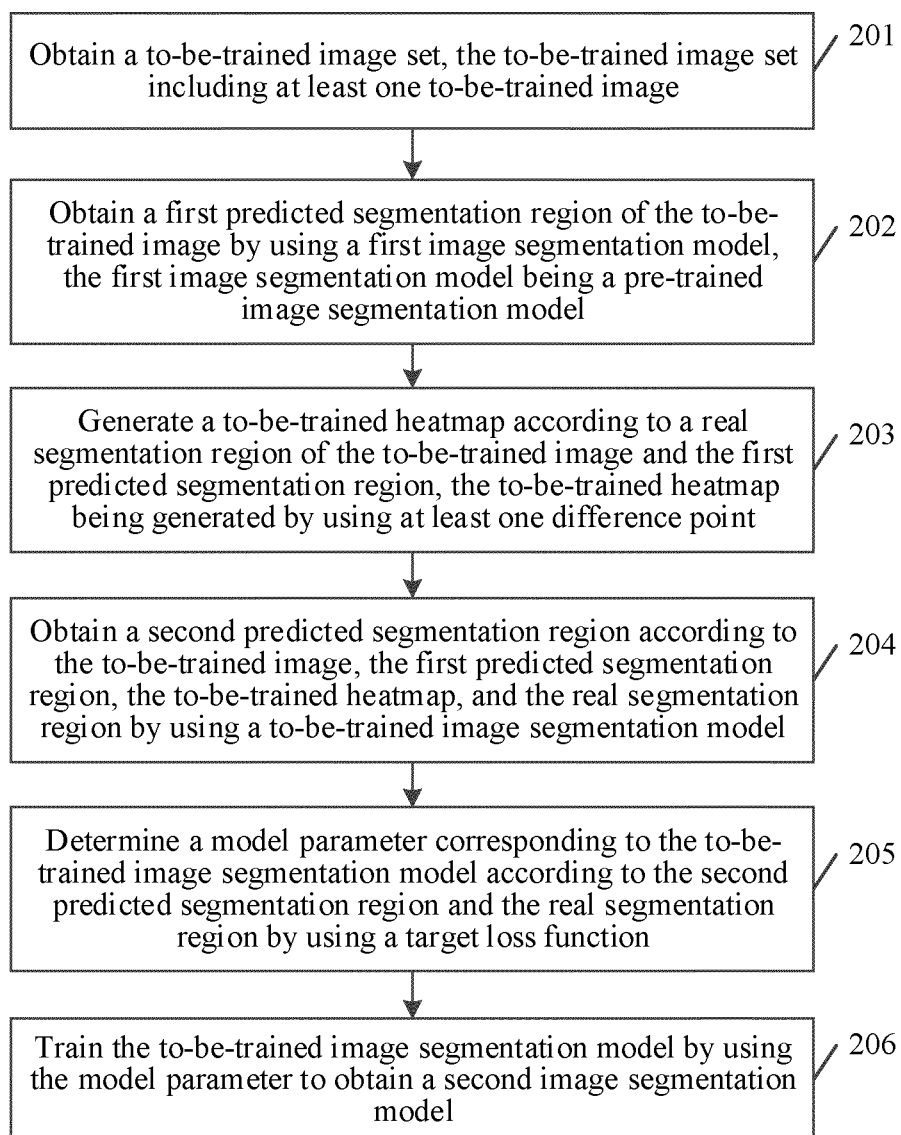 Obtain a to-be-trained image set, the to-be-trained image set
including at least one to-be-trained image
201
Obtain a first predicted segmentation region of the to-be-
trained image by using a first image segmentation model,
the first image segmentation model being a pre-trained
image segmentation model
202
Generate a to-be-trained heatmap according to a real
segmentation region of the to-be-trained image and the first
predicted segmentation region, the to-be-trained heatmap
being generated by using at least one difference point
203
Obtain a second predicted segmentation region according to
the to-be-trained image, the first predicted segmentation
region, the to-be-trained heatmap, and the real segmentation
region by using a to-be-trained image segmentation model
204
Determine a model parameter corresponding to the to-be-
trained image segmentation model according to the second
predicted segmentation region and the real segmentation
region by using a target loss function
205
Train the to-be-trained image segmentation model by using
the model parameter to obtain a second image segmentation
model
206